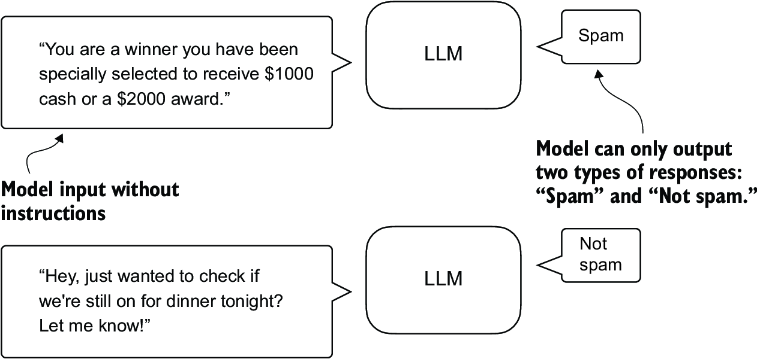 “You are a winner you have been
specially selected to receive $1000
cash or a $2000 award.”
LLM
Spam
Model input without
instructions
Model can only output
two types of responses:
“Spam” and “Not spam.”
“Hey, just wanted to check if
we're still on for dinner tonight?
Let me know!”
LLM
Not
spam